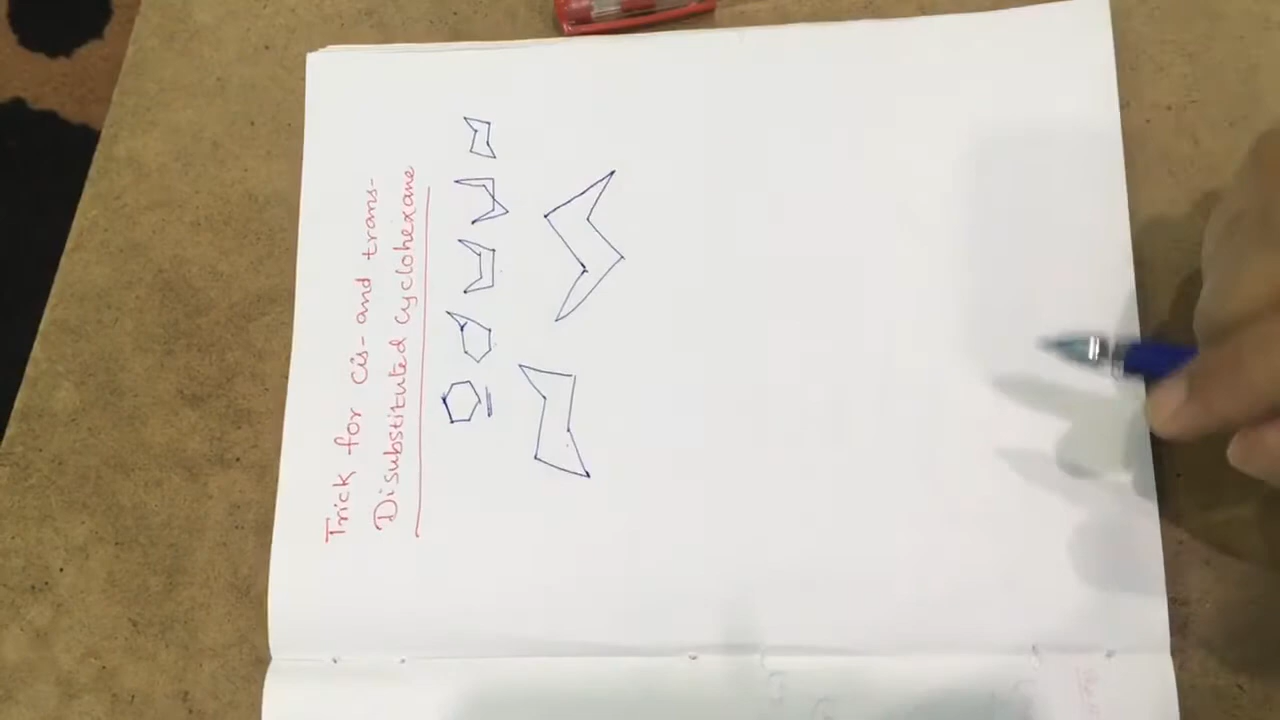 Trick for cis- and trans-
Disubstituted cyclohexane